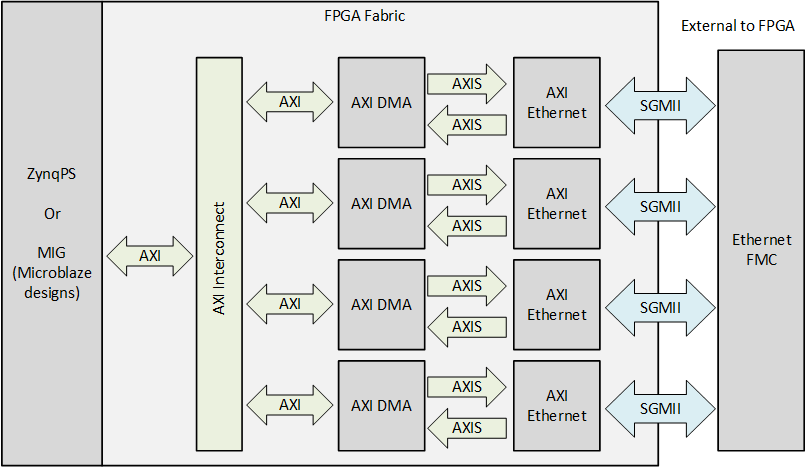 FPGA Fabric
External to FPGA
ZynqPS
Or
MIG
(Microblaze
designs)
AXI
AXI Interconnect
AXI
AXI DMA
AXIS
AXIS
AXI
Ethernet
SGMII
AXI
AXI DMA
AXIS
AXIS
AXI
Ethernet
SGMII
AXI
AXI DMA
AXIS
AXIS
AXI
Ethernet
SGMII
AXI
AXI DMA
AXIS
AXIS
AXI
Ethernet
SGMII
Ethernet
FMC